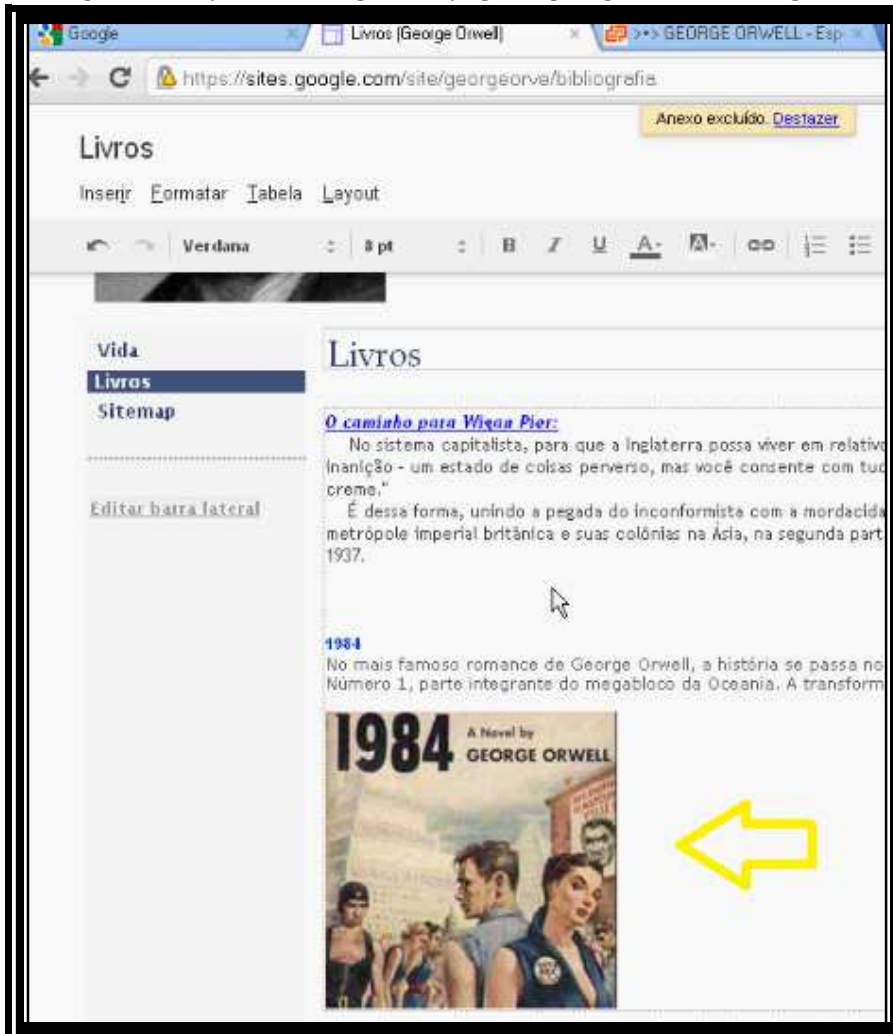 Google
Livros (George Orwell)
>•> GEORGE ORWELL - Esp
https://sites.google.com/site/georgeorve/bibliografia
Anexo excluído. Desfazer
Livros
Inserir Formatar Tabela Layout
Verdana 8 pt B I U A A
Vida
Livros
Sitemap
Editar barra lateral
Livros
O caminho para Wigan Pier:
No sistema capitalista, para que a Inglaterra possa viver em relativo
inanição - um estado de coisas perverso, mas você consente com tud
creme."
É dessa forma, unindo a pegada do inconformista com a mordacida
metrópole imperial britânica e suas colônias na Ásia, na segunda part
1937.
1984
No mais famoso romance de George Orwell, a história se passa no
Número 1, parte integrante do megabloco da Oceania. A transform
1984
A Novel by
GEORGE ORWELL